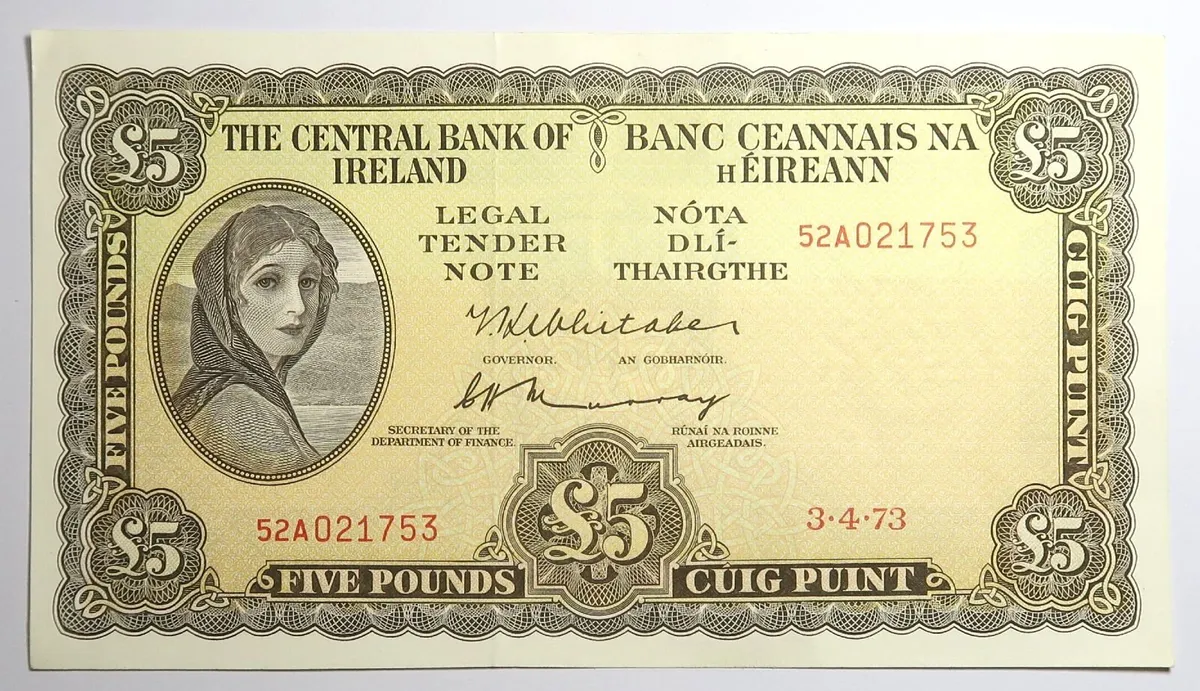 £5
£5
THE CENTRAL BANK OF
IRELAND
BANC CEANNAIS NA
hÉIREANN
LEGAL
TENDER
NOTE
NÓTA
DLÍ-
THAIRGTHE
52A021753
FIVE POUNDS
CÚIG PUINT
T.K. Whitaker
GOVERNOR.
AN GOBHARNÓIR.
C H Murray
SECRETARY OF THE
DEPARTMENT OF FINANCE.
RÚNAÍ NA ROINNE
AIRGEADAIS.
52A021753
£5
3·4·73
£5
FIVE POUNDS
CÚIG PUINT
£5